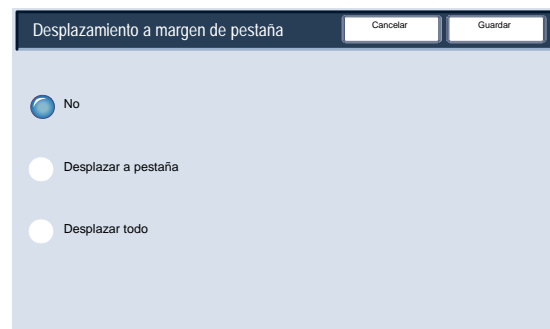 Desplazamiento a margen de pestaña
Cancelar
Guardar
No
Desplazar a pestaña
Desplazar todo